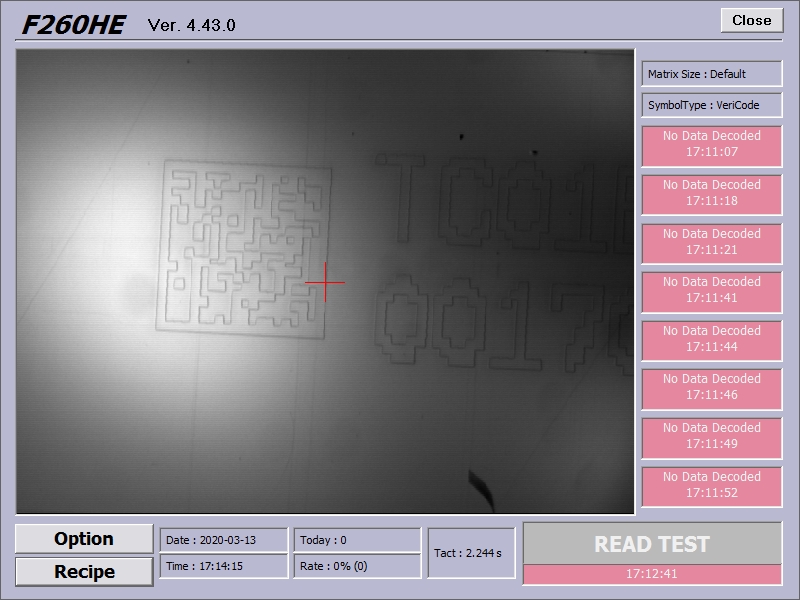 F260HE Ver. 4.43.0
Close
Matrix Size : Default
SymbolType : VeriCode
No Data Decoded
17:11:07
No Data Decoded
17:11:18
No Data Decoded
17:11:21
No Data Decoded
17:11:41
No Data Decoded
17:11:44
No Data Decoded
17:11:46
No Data Decoded
17:11:49
No Data Decoded
17:11:52
TC01
0017
Option
Recipe
Date : 2020-03-13
Time : 17:14:15
Today : 0
Rate : 0% (0)
Tact : 2.244 s
READ TEST
17:12:41